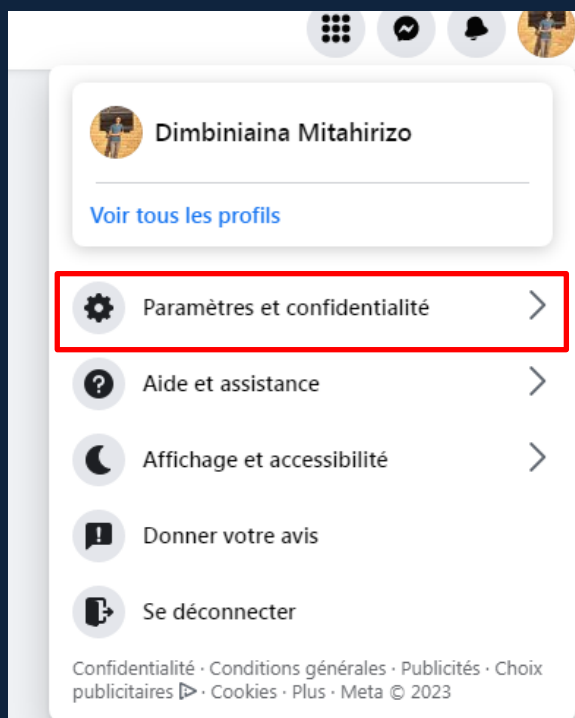 Dimbiniaina Mitahirizo
Voir tous les profils
Paramètres et confidentialité
Aide et assistance
Affichage et accessibilité
Donner votre avis
Se déconnecter
Confidentialité · Conditions générales · Publicités · Choix
publicitaires · Cookies · Plus · Meta © 2023